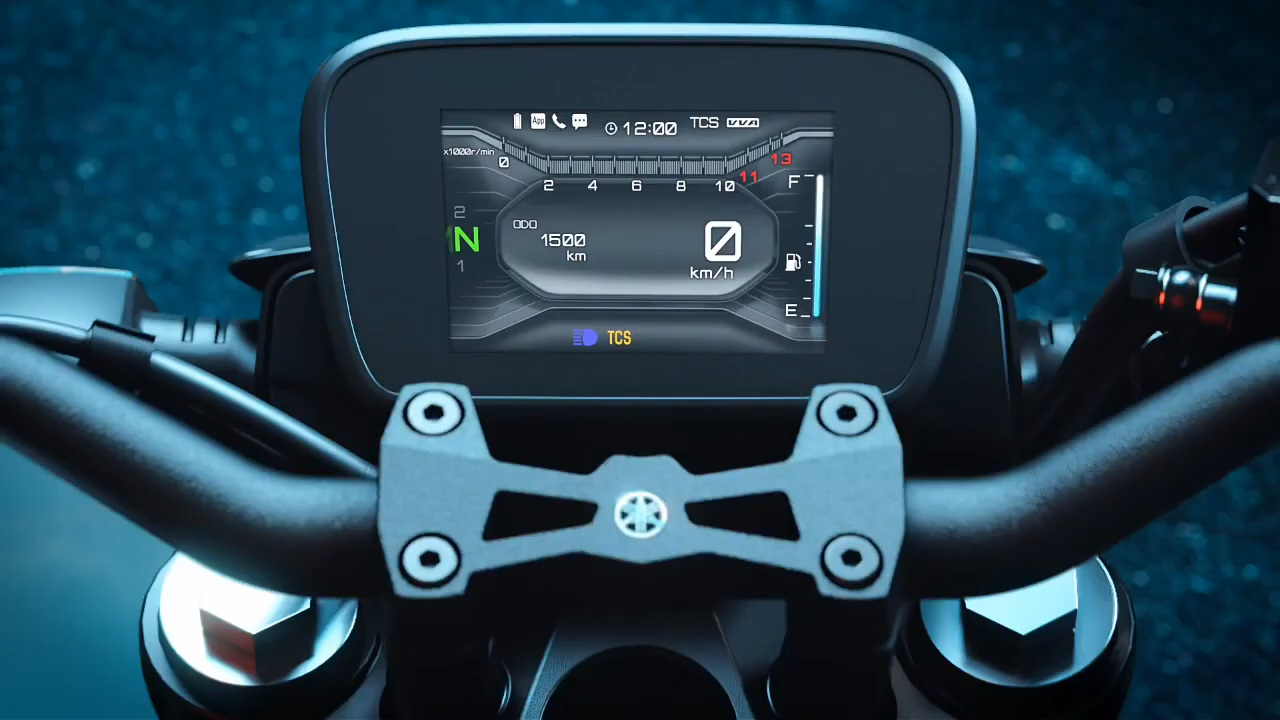 App 12:00 TCS VVA
x1000r/min 0 2 4 6 8 10 11 13
F
2
N
1
ODO
1500
km
0
km/h
E
TCS